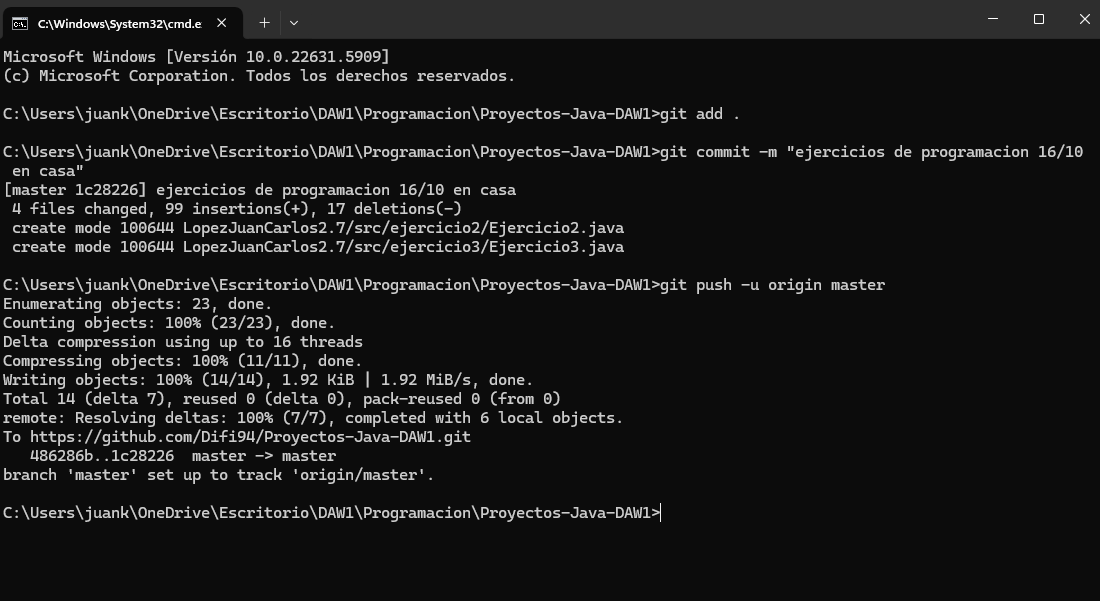 C:\Windows\System32\cmd.e
Microsoft Windows [Versión 10.0.22631.5909]
(c) Microsoft Corporation. Todos los derechos reservados.
C:\Users\juank\OneDrive\Escritorio\DAW1\Programacion\Proyectos-Java-DAW1>git add .
C:\Users\juank\OneDrive\Escritorio\DAW1\Programacion\Proyectos-Java-DAW1>git commit -m "ejercicios de programacion 16/10
en casa"
[master 1c28226] ejercicios de programacion 16/10 en casa
4 files changed, 99 insertions(+), 17 deletions(-)
create mode 100644 LopezJuanCarlos2.7/src/ejercicio2/Ejercicio2.java
create mode 100644 LopezJuanCarlos2.7/src/ejercicio3/Ejercicio3.java
C:\Users\juank\OneDrive\Escritorio\DAW1\Programacion\Proyectos-Java-DAW1>git push -u origin master
Enumerating objects: 23, done.
Counting objects: 100% (23/23), done.
Delta compression using up to 16 threads
Compressing objects: 100% (11/11), done.
Writing objects: 100% (14/14), 1.92 KiB | 1.92 MiB/s, done.
Total 14 (delta 7), reused 0 (delta 0), pack-reused 0 (from 0)
remote: Resolving deltas: 100% (7/7), completed with 6 local objects.
To https://github.com/Difi94/Proyectos-Java-DAW1.git
486286b..1c28226  master -> master
branch 'master' set up to track 'origin/master'.
C:\Users\juank\OneDrive\Escritorio\DAW1\Programacion\Proyectos-Java-DAW1>